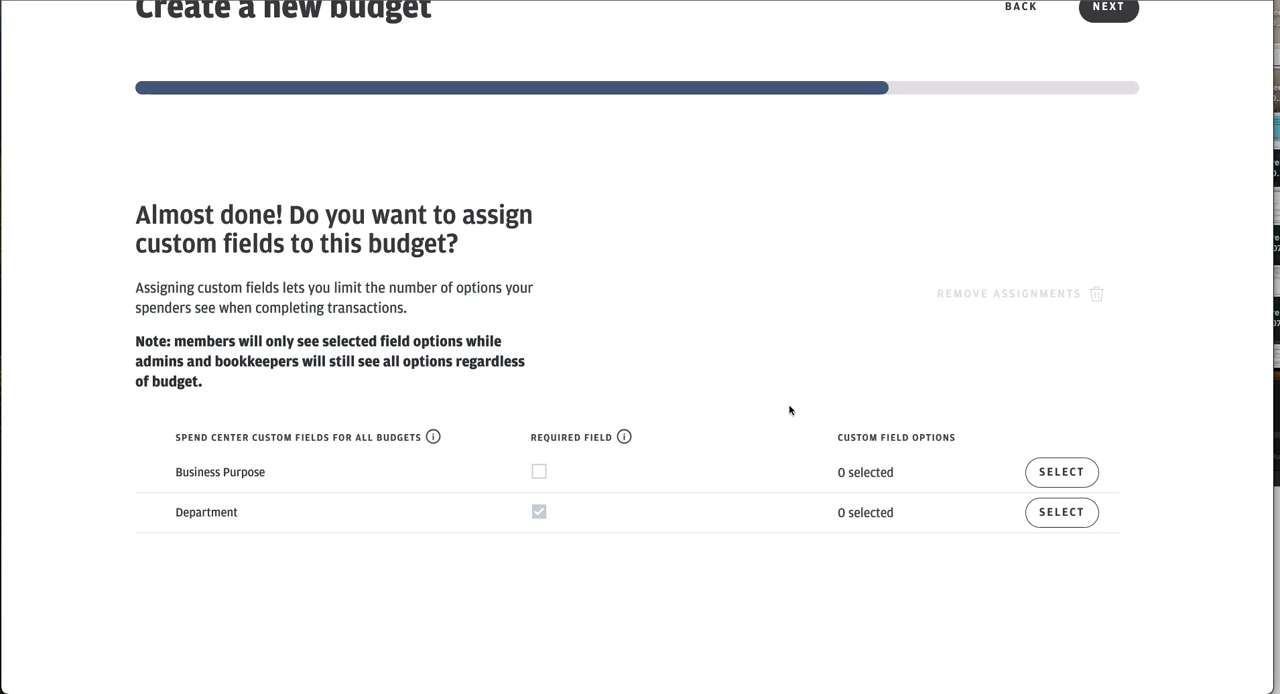 Create a new budget
BACK
NEXT
Almost done! Do you want to assign
custom fields to this budget?
Assigning custom fields lets you limit the number of options your
spenders see when completing transactions.
REMOVE ASSIGNMENTS
Note: members will only see selected field options while
admins and bookkeepers will still see all options regardless
of budget.
SPEND CENTER CUSTOM FIELDS FOR ALL BUDGETS
REQUIRED FIELD
CUSTOM FIELD OPTIONS
Business Purpose
0 selected
SELECT
Department
0 selected
SELECT